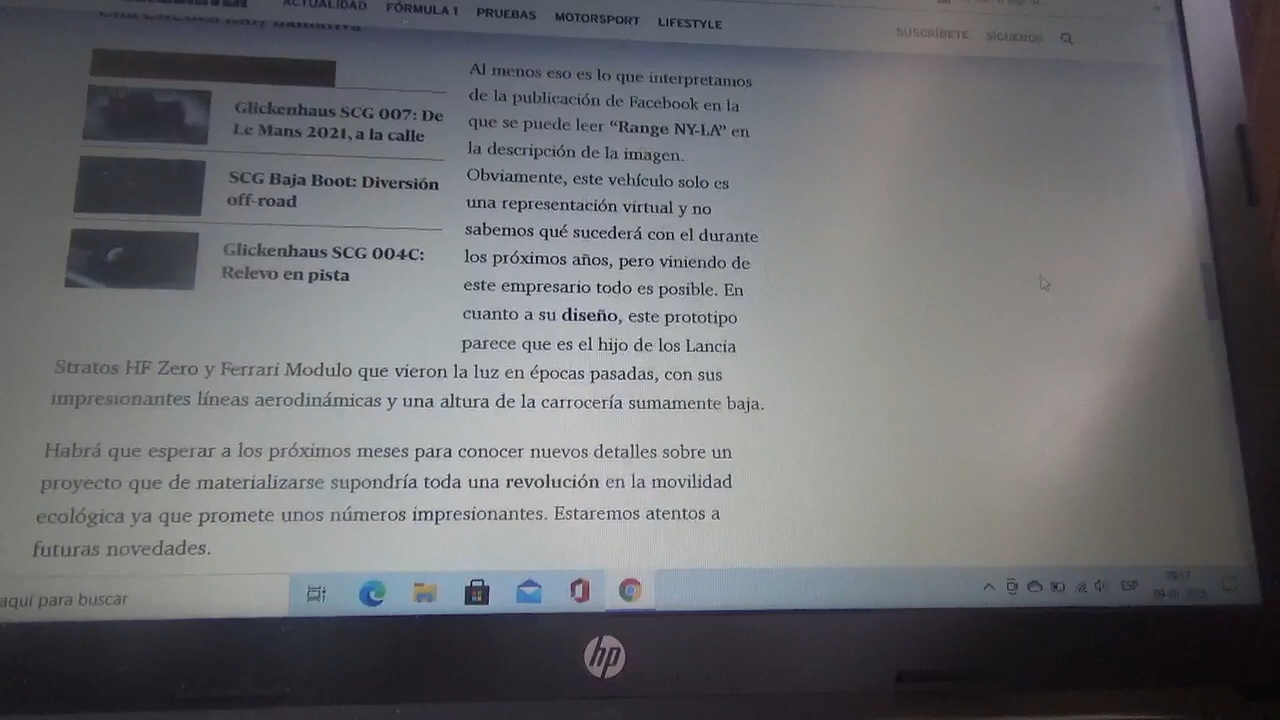 ACTUALIDAD FÓRMULA 1 PRUEBAS MOTORSPORT LIFESTYLE
SUSCRÍBETE SÍGUENOS
Glickenhaus SCG 007: De
Le Mans 2021, a la calle
SCG Baja Boot: Diversión
off-road
Glickenhaus SCG 004C:
Relevo en pista
Al menos eso es lo que interpretamos
de la publicación de Facebook en la
que se puede leer “Range NY-LA” en
la descripción de la imagen.
Obviamente, este vehículo solo es
una representación virtual y no
sabemos qué sucederá con el durante
los próximos años, pero viniendo de
este empresario todo es posible. En
cuanto a su diseño, este prototipo
parece que es el hijo de los Lancia
Stratos HF Zero y Ferrari Modulo que vieron la luz en épocas pasadas, con sus
impresionantes líneas aerodinámicas y una altura de la carrocería sumamente baja.
Habrá que esperar a los próximos meses para conocer nuevos detalles sobre un
proyecto que de materializarse supondría toda una revolución en la movilidad
ecológica ya que promete unos números impresionantes. Estaremos atentos a
futuras novedades.
aquí para buscar
ESP
hp